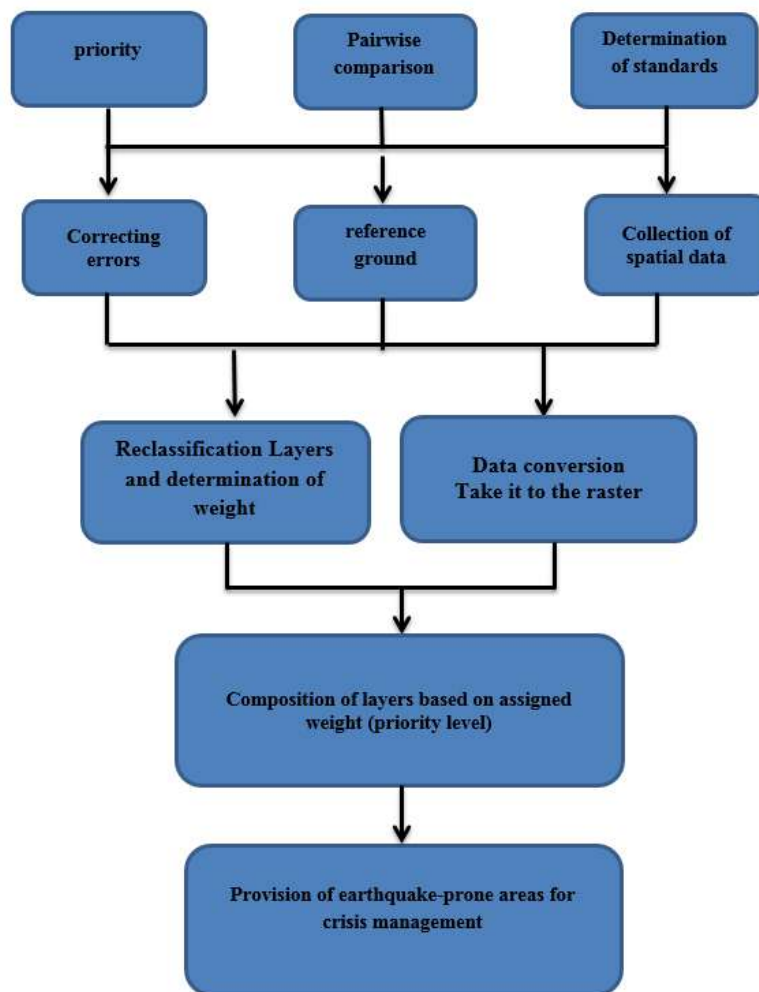 priority
Pairwise
comparison
Determination
of standards
Correcting
errors
reference
ground
Collection of
spatial data
Reclassification Layers
and determination of
weight
Data conversion
Take it to the raster
Composition of layers based on assigned
weight (priority level)
Provision of earthquake-prone areas for
crisis management